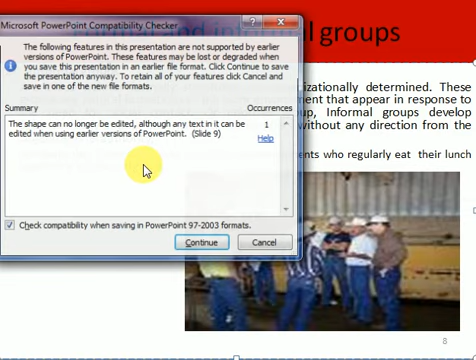 Microsoft PowerPoint Compatibility Checker
informal groups
The following features in this presentation are not supported by earlier
versions of PowerPoint. These features may be lost or degraded when
you save this presentation in an earlier file format. Click Continue to
save the presentation anyway. To retain all of your features click Cancel
and save in one of the new file formats.
zationally determined. These
ment that appear in response to
up, Informal groups develop
without any direction from the
Summary
Occurrences
The shape can no longer be edited, although any text in it can be
edited when using earlier versions of PowerPoint. (Slide 9)
1
Help
ents who regularly eat their lunch
Check compatibility when saving in PowerPoint 97-2003 formats.
Continue
Cancel
8